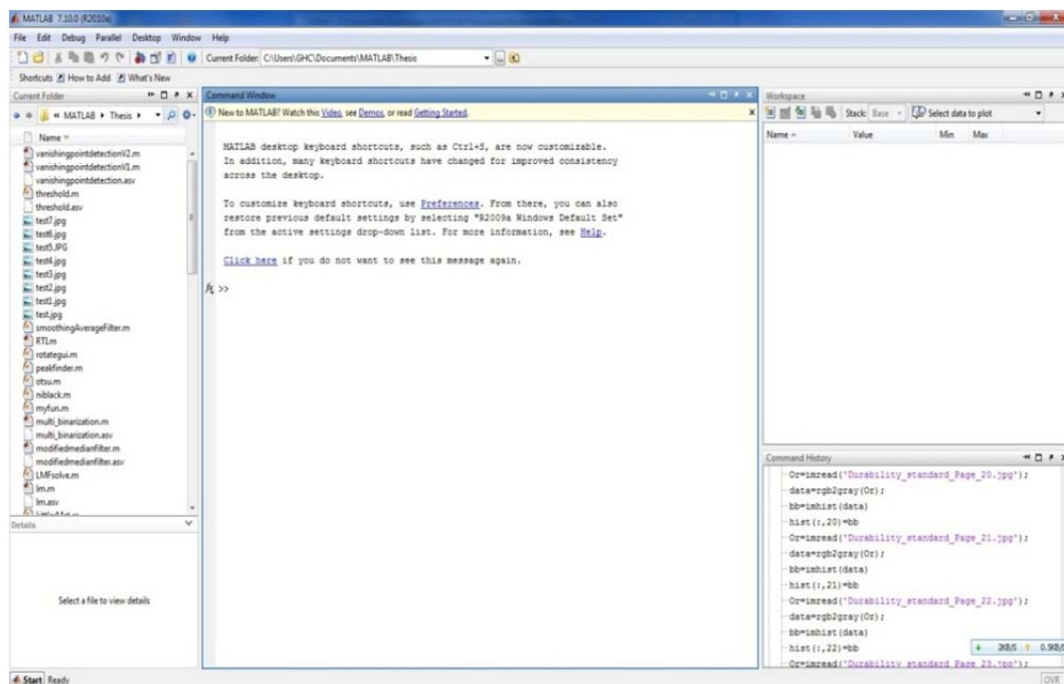 MATLAB 7.10.0 (R2010a)
File Edit Debug Parallel Desktop Window Help
Current Folder: C:\Users\GHC\Documents\MATLAB\Thesis
Shortcuts How to Add What's New
Current Folder
« MATLAB Thesis
Name
vanishingpointdetectionV2.m
vanishingpointdetectionV1.m
vanishingpointdetection.asv
threshold.m
threshold.asv
test7.jpg
test6.jpg
test5.JPG
test4.jpg
test3.jpg
test2.jpg
test1.jpg
test.jpg
smoothingAverageFilter.m
RTI.m
rotategui.m
peakfinder.m
otsu.m
niblack.m
myfun.m
multi_binarization.m
multi_binarization.asv
modifiedmedianfilter.m
modifiedmedianfilter.asv
LMFsolve.m
lm.m
lm.asv
Details
Select a file to view details
Start Ready
Command Window
New to MATLAB? Watch this Video, see Demos, or read Getting Started.
MATLAB desktop keyboard shortcuts, such as Ctrl+S, are now customizable.
In addition, many keyboard shortcuts have changed for improved consistency
across the desktop.
To customize keyboard shortcuts, use Preferences. From there, you can also
restore previous default settings by selecting "R2009a Windows Default Set"
from the active settings drop-down list. For more information, see Help.
Click here if you do not want to see this message again.
fx >>
Workspace
Stack: Base Select data to plot
Name Value Min Max
Command History
Or=imread('Durability_standard_Page_20.jpg');
data=rgb2gray(Or);
bb=imhist(data)
hist(:,20)=bb
Or=imread('Durability_standard_Page_21.jpg');
data=rgb2gray(Or);
bb=imhist(data)
hist(:,21)=bb
Or=imread('Durability_standard_Page_22.jpg');
data=rgb2gray(Or);
bb=imhist(data)
hist(:,22)=bb
Or=imread('Durability_standard_Page_23.jpg');
OVR